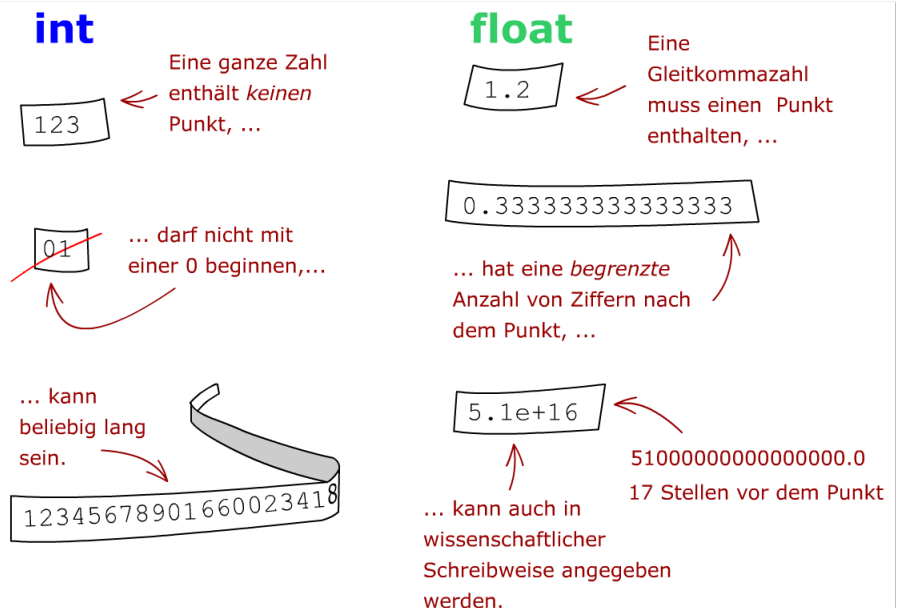 int
Eine ganze Zahl
enthält keinen
Punkt, ...
123
01
... darf nicht mit
einer 0 beginnen,...
... kann
beliebig lang
sein.
12345678901660023418
float
1.2
Eine
Gleitkommazahl
muss einen Punkt
enthalten, ...
0.3333333333333333
... hat eine begrenzte
Anzahl von Ziffern nach
dem Punkt, ...
5.1e+16
51000000000000000.0
17 Stellen vor dem Punkt
... kann auch in
wissenschaftlicher
Schreibweise angegeben
werden.